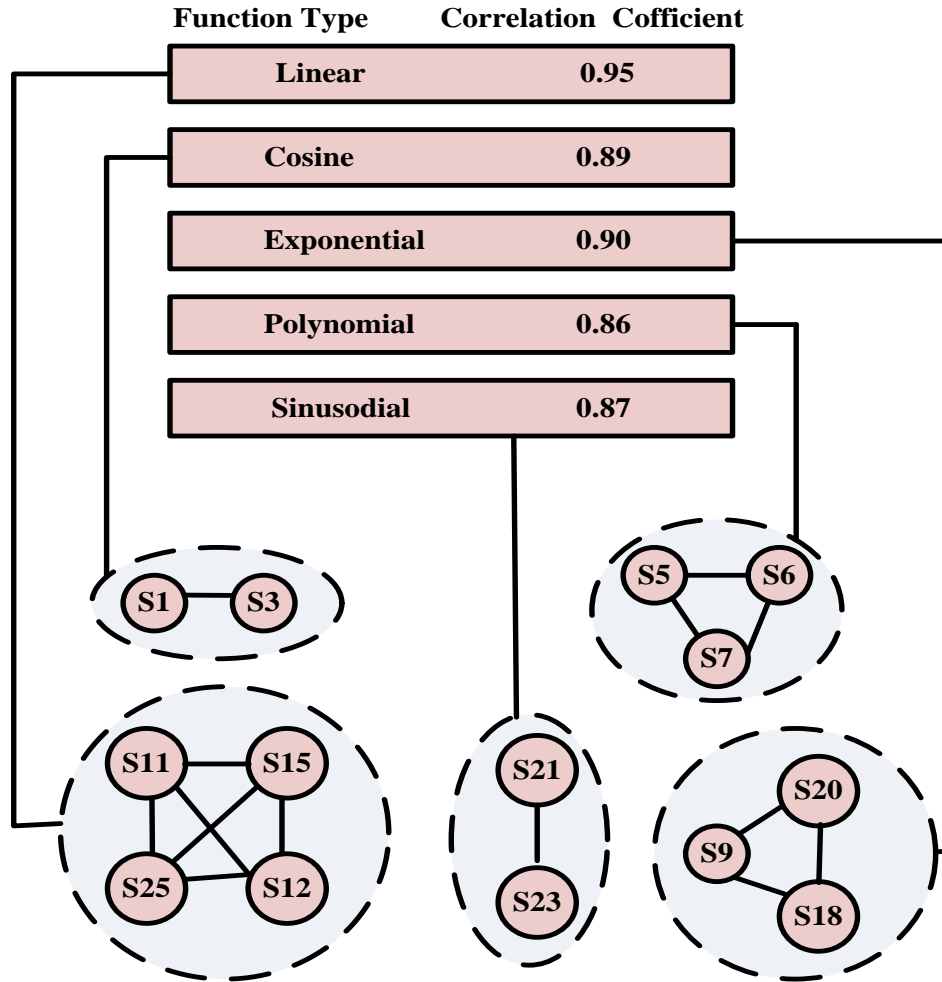 Function Type Correlation Cofficient
Linear 0.95
Cosine 0.89
Exponential 0.90
Polynomial 0.86
Sinusodial 0.87
S1 S3
S5 S6
S7
S11 S15
S25 S12
S21
S23
S20
S9
S18